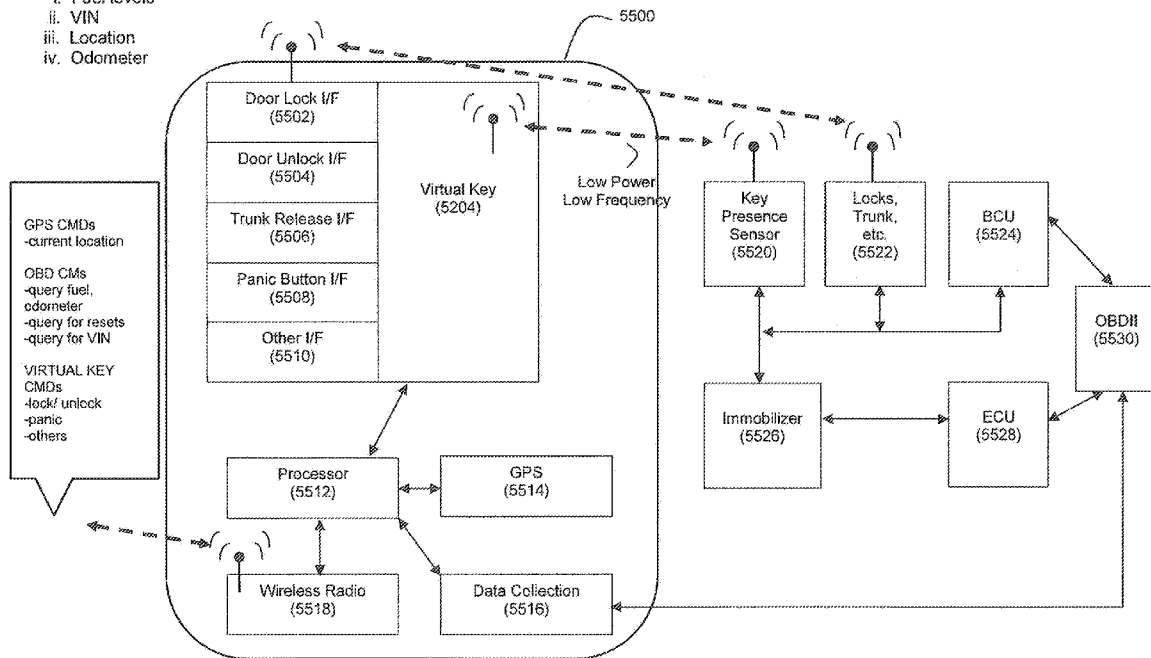 ii. VIN
iii. Location
iv. Odometer
5500
Door Lock I/F
(5502)
Door Unlock I/F
(5504)
Trunk Release I/F
(5506)
Panic Button I/F
(5508)
Other I/F
(5510)
Virtual Key
(5204)
Low Power
Low Frequency
Key
Presence
Sensor
(5520)
Locks,
Trunk,
etc.
(5522)
BCU
(5524)
OBDII
(5530)
Immobilizer
(5526)
ECU
(5528)
GPS CMDs
-current location
OBD CMs
-query fuel,
odometer
-query for resets
-query for VIN
VIRTUAL KEY
CMDs
-lock/ unlock
-panic
-others
Processor
(5512)
GPS
(5514)
Wireless Radio
(5518)
Data Collection
(5516)